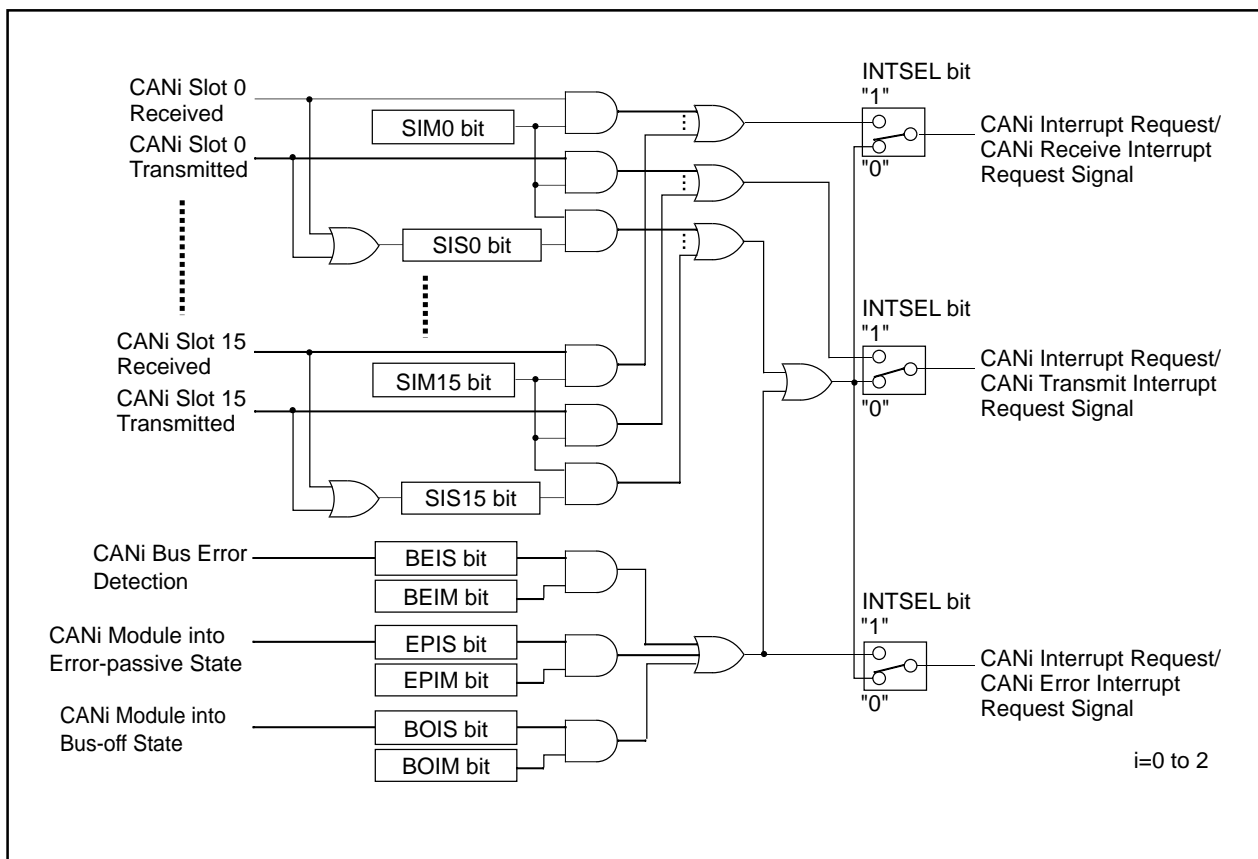 CANi Slot 0
Received
SIM0 bit
CANi Slot 0
Transmitted
SIS0 bit
INTSEL bit
"1"
"0"
CANi Interrupt Request/
CANi Receive Interrupt
Request Signal
CANi Slot 15
Received
SIM15 bit
CANi Slot 15
Transmitted
SIS15 bit
INTSEL bit
"1"
"0"
CANi Interrupt Request/
CANi Transmit Interrupt
Request Signal
CANi Bus Error
Detection
BEIS bit
BEIM bit
CANi Module into
Error-passive State
EPIS bit
EPIM bit
CANi Module into
Bus-off State
BOIS bit
BOIM bit
INTSEL bit
"1"
"0"
CANi Interrupt Request/
CANi Error Interrupt
Request Signal
i=0 to 2